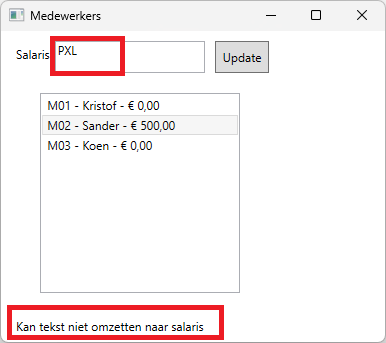 Medewerkers
Salaris PXL Update
M01 - Kristof - € 0,00
M02 - Sander - € 500,00
M03 - Koen - € 0,00
Kan tekst niet omzetten naar salaris